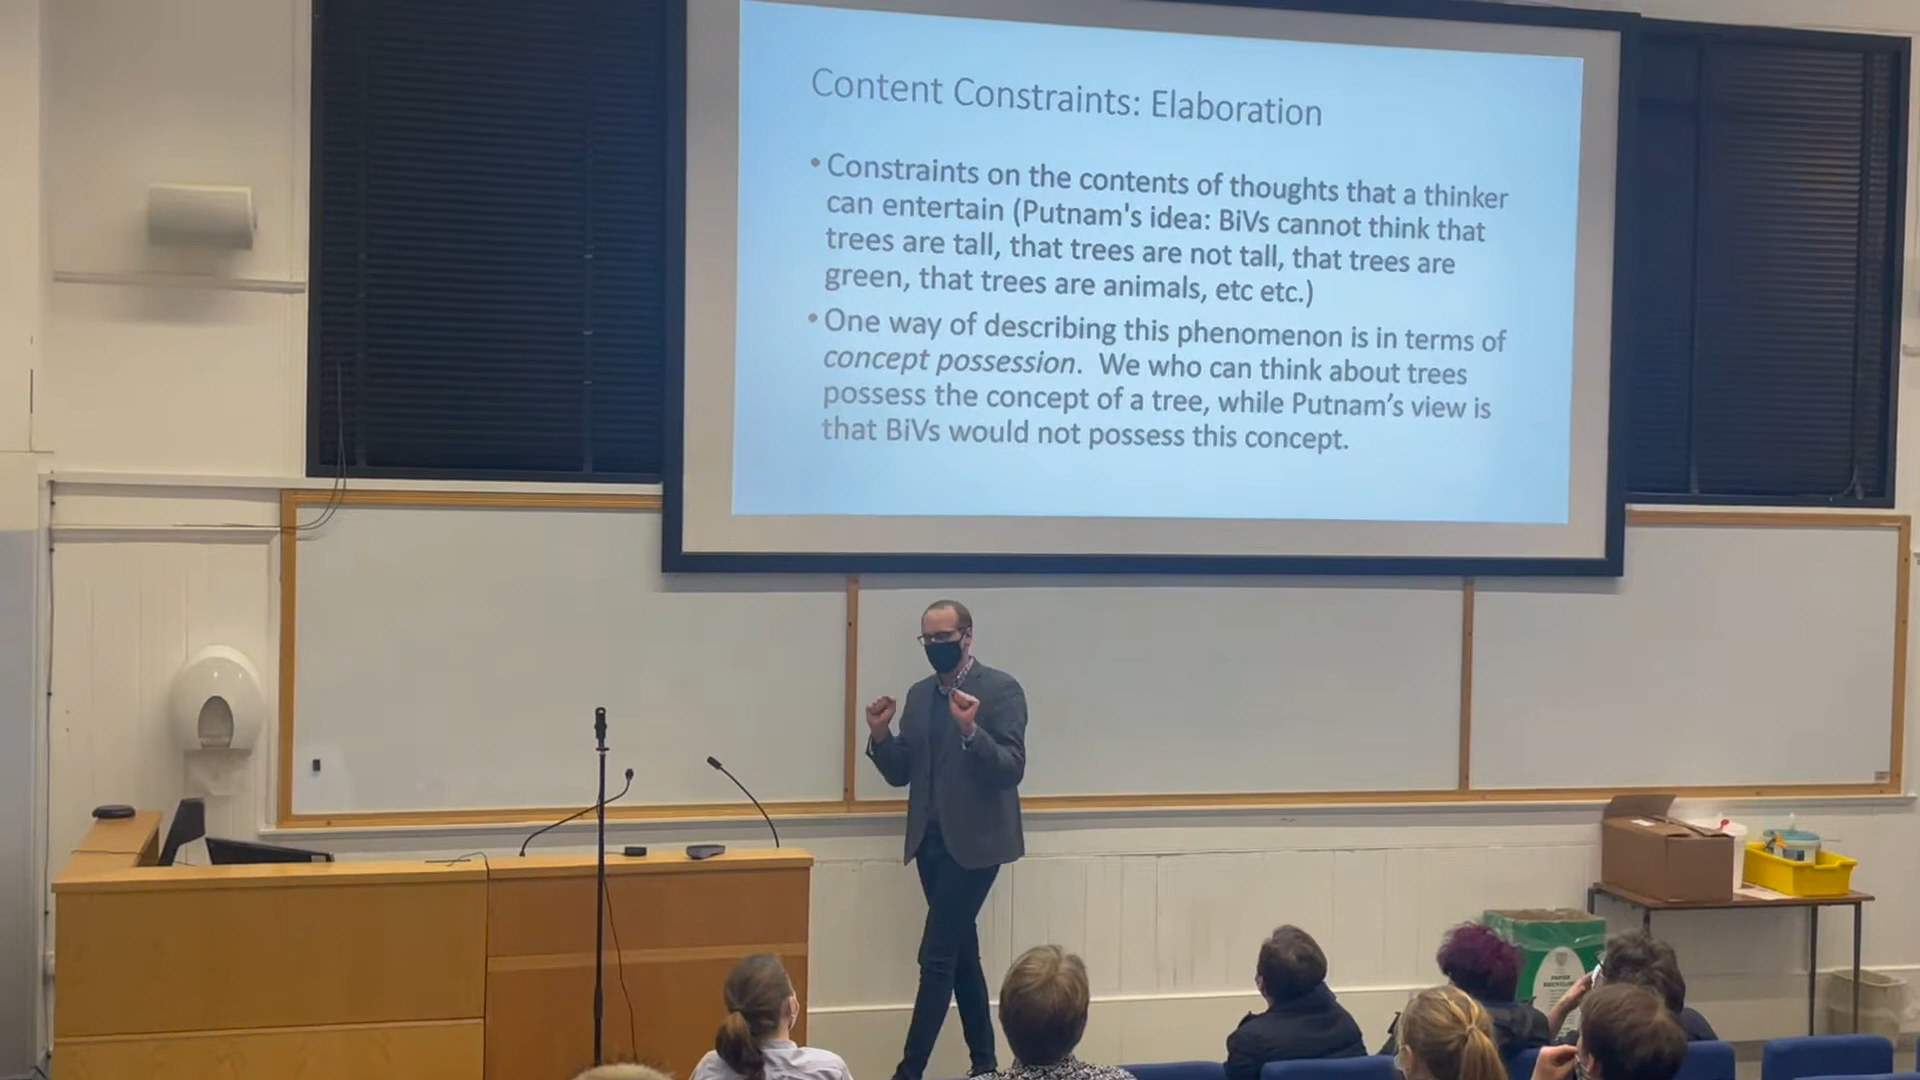 Content Constraints: Elaboration
• Constraints on the contents of thoughts that a thinker
can entertain (Putnam's idea: BiVs cannot think that
trees are tall, that trees are not tall, that trees are
green, that trees are animals, etc etc.)
• One way of describing this phenomenon is in terms of
concept possession. We who can think about trees
possess the concept of a tree, while Putnam’s view is
that BiVs would not possess this concept.
PAPER